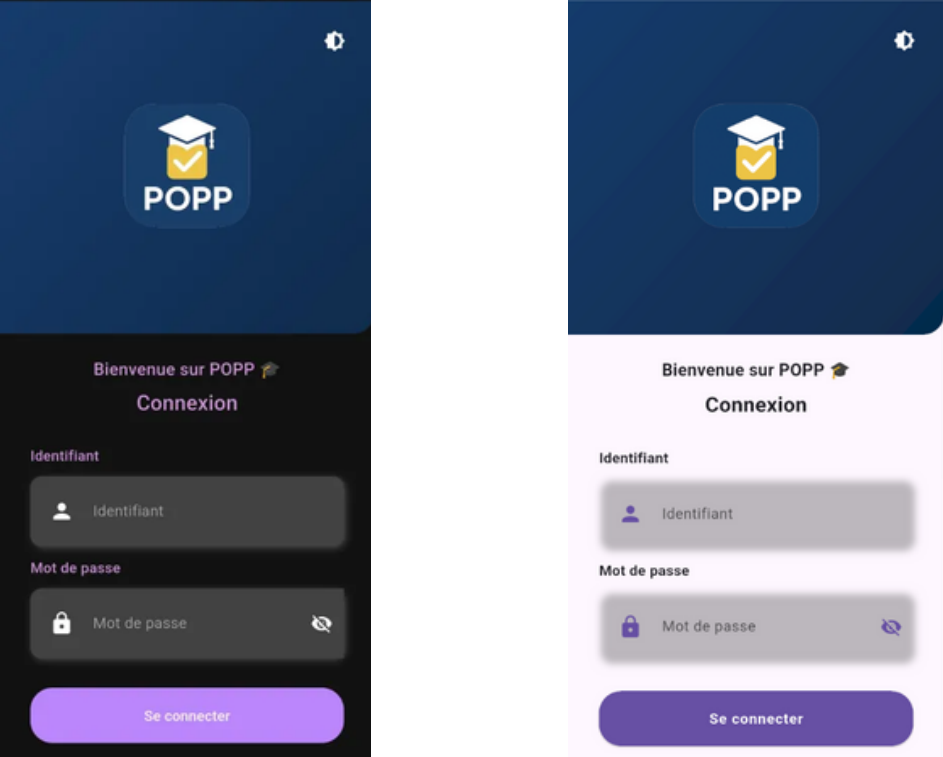 POPP
Bienvenue sur POPP 🎓
Connexion
Identifiant
Identifiant
Mot de passe
Mot de passe
Se connecter
POPP
Bienvenue sur POPP 🎓
Connexion
Identifiant
Identifiant
Mot de passe
Mot de passe
Se connecter